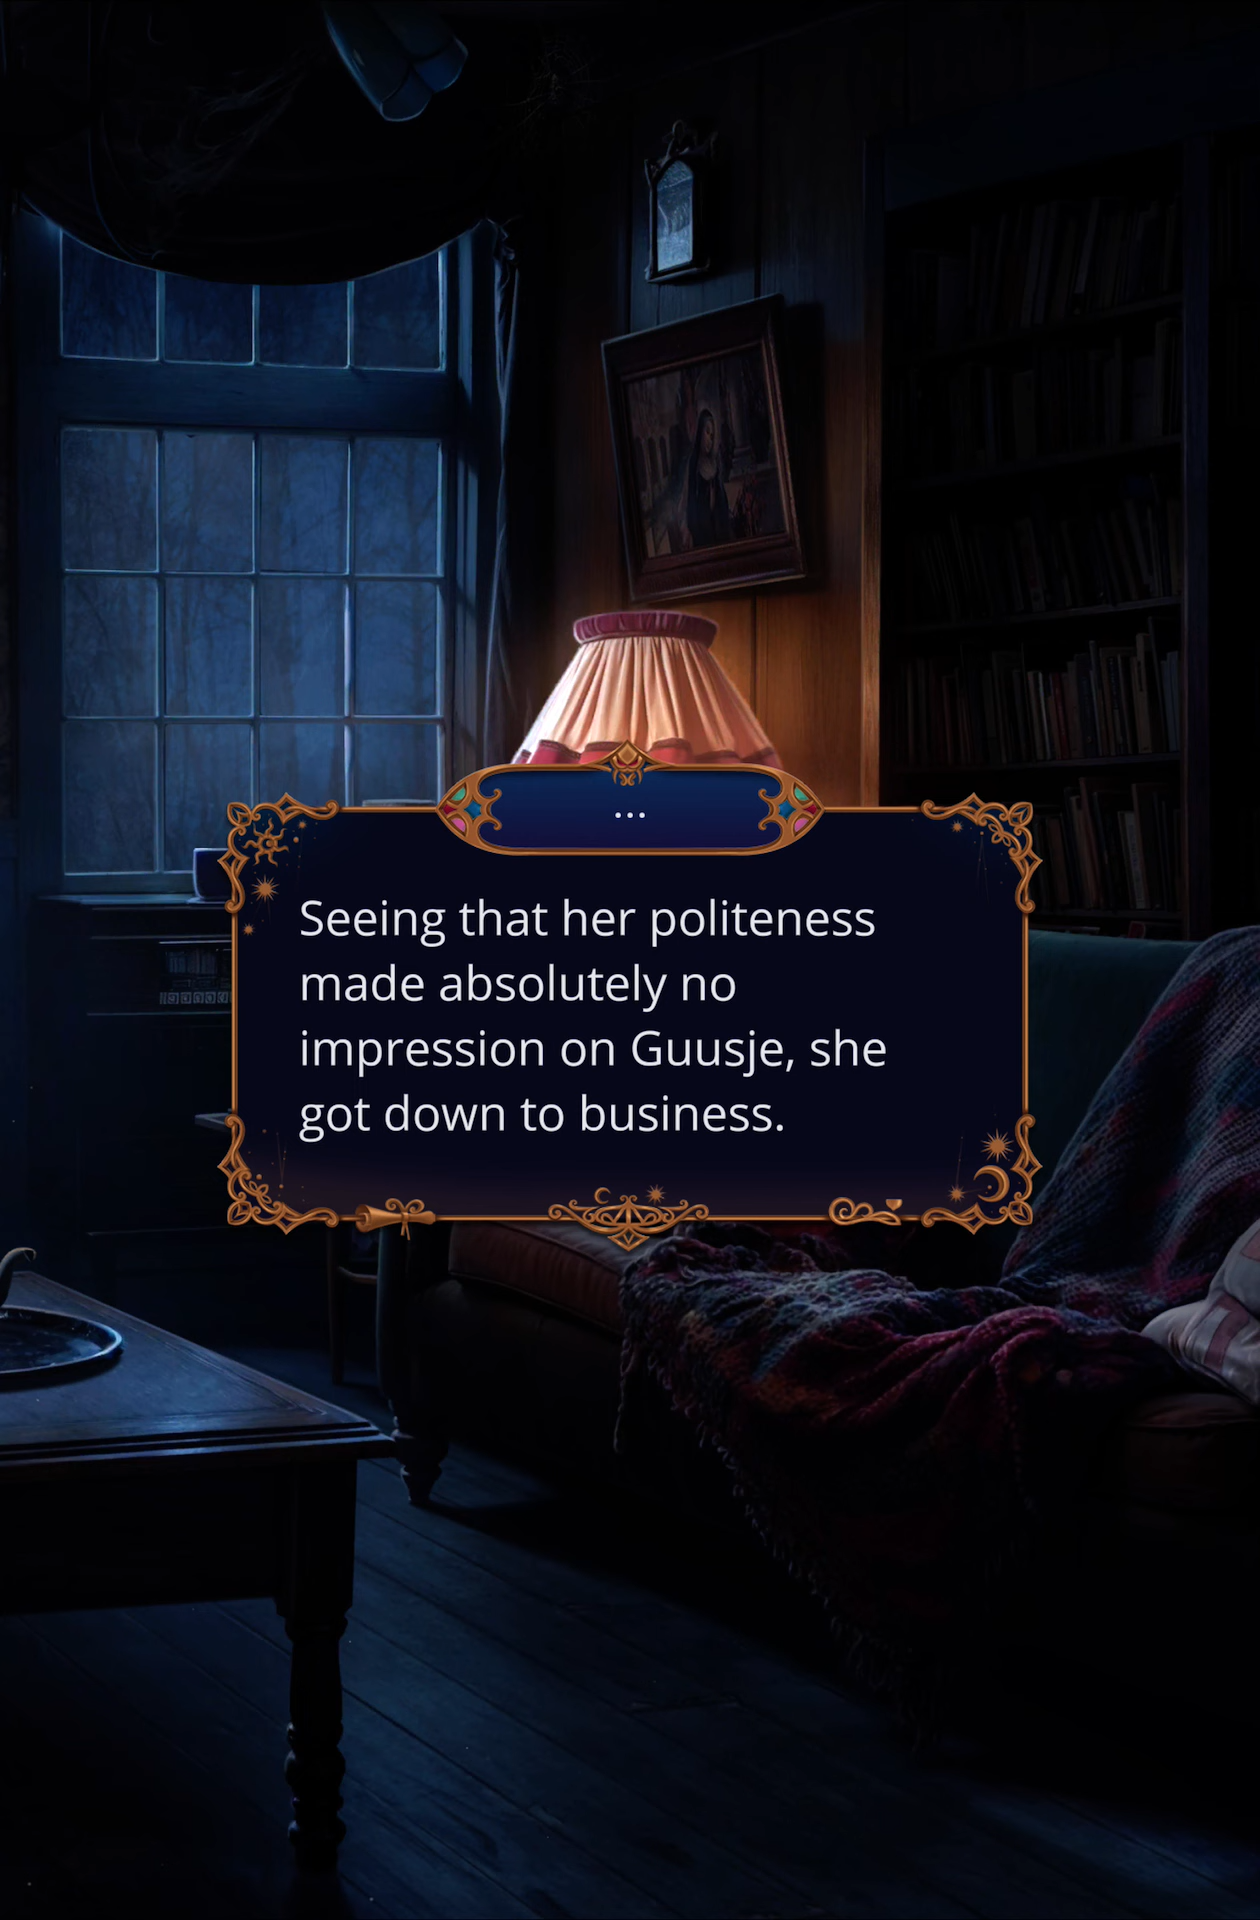 ...
Seeing that her politeness
made absolutely no
impression on Guusje, she
got down to business.